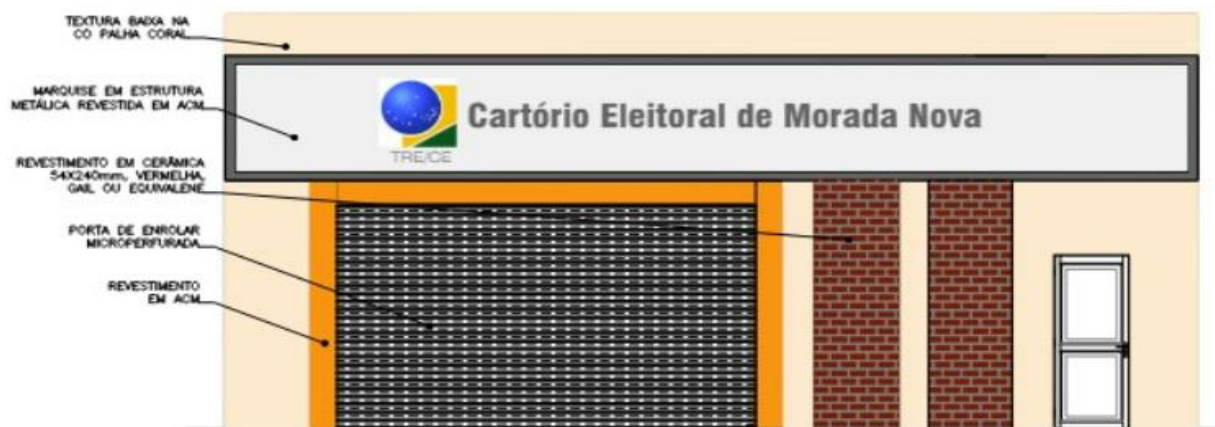 TEXTURA BAIXA NA
CO PALHA CORAL
MARQUISE EM ESTRUTURA
METÁLICA REVESTIDA EM ACM
Cartório Eleitoral de Morada Nova
TRE/CE
REVESTIMENTO EM CERÂMICA
54X240mm, VERMELHA,
GAIL OU EQUIVALENE
PORTA DE ENROLAR
MICROPERFURADA
REVESTIMENTO
EM ACM